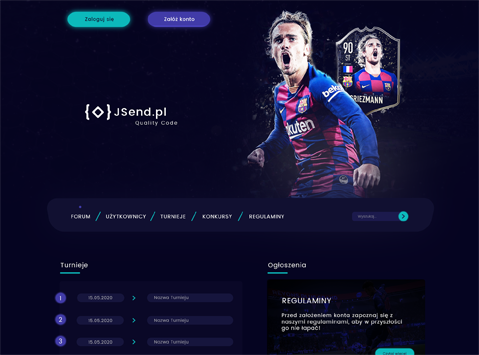 Zaloguj się
Załóż konto
90
ST
GRIEZMANN
beko
Rakuten
{◇}JSend.pl
Quality Code
FORUM / UŻYTKOWNICY / TURNIEJE / KONKURSY / REGULAMINY
Turnieje
1 15.05.2020 > Nazwa Turnieju
2 15.05.2020 > Nazwa Turnieju
3 15.05.2020 > Nazwa Turnieju
Ogłoszenia
REGULAMINY
Przed założeniem konta zapoznaj się z
naszymi regulaminami, aby w przyszłości
go nie łapać!
Czytaj więcej